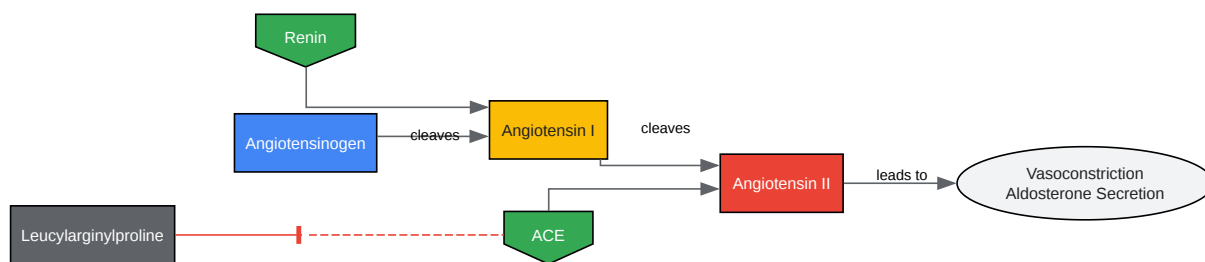 Renin
Angiotensinogen
cleaves
Angiotensin I
cleaves
Angiotensin II
leads to
Vasoconstriction
Aldosterone Secretion
Leucylarginylproline
ACE